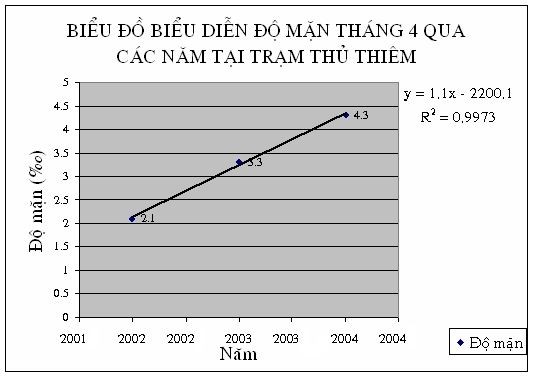 BIỂU ĐỒ BIỂU DIỄN ĐỘ MẶN THÁNG 4 QUA
CÁC NĂM TẠI TRẠM THỦ THIÊM
y = 1,1x - 2200,1
R² = 0,9973
Độ mặn (‰)
5
4.5
4
3.5
3
2.5
2
1.5
1
0.5
0
4.3
3.3
2.1
2001 2002 2002 2003 2003 2004 2004
Năm
Độ mặn